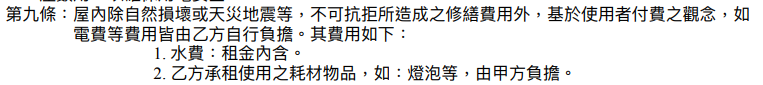 第九條：屋內除自然損壞或天災地震等，不可抗拒所造成之修繕費用外，基於使用者付費之觀念，如
電費等費用皆由乙方自行負擔。其費用如下：
1. 水費：租金內含。
2. 乙方承租使用之耗材物品，如：燈泡等，由甲方負擔。